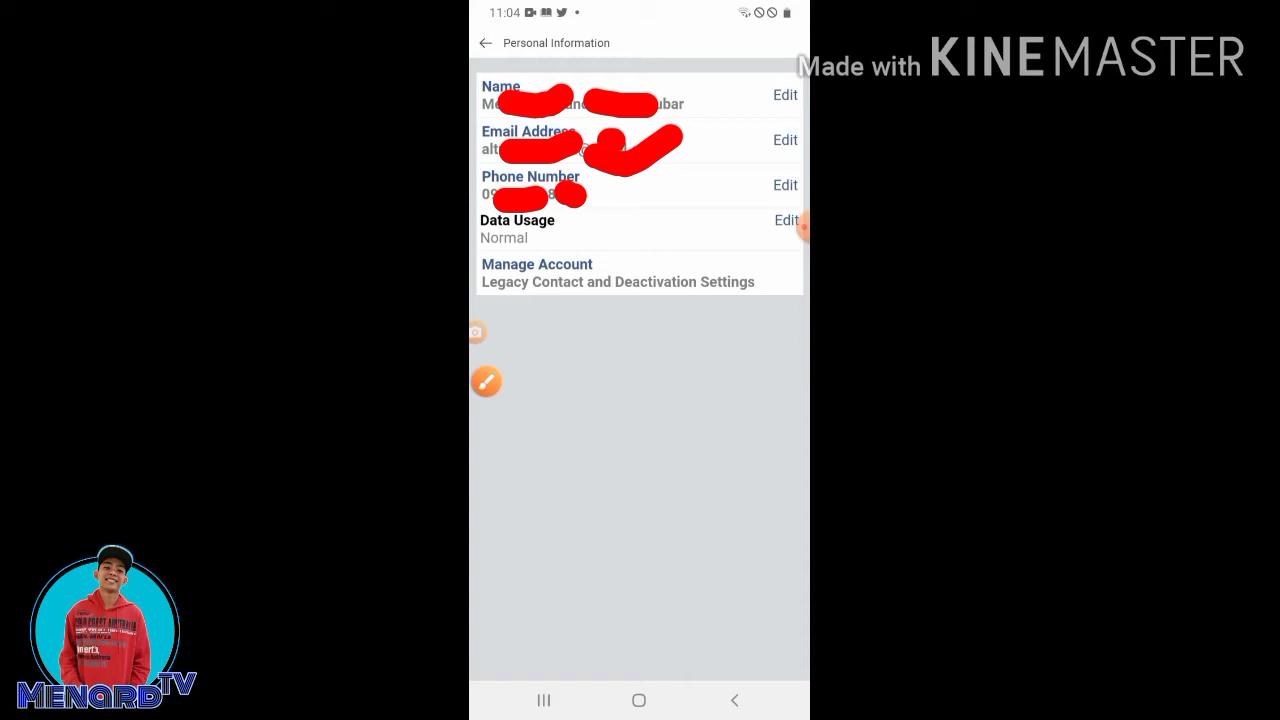 11:04
Made with KINEMASTER
Personal Information
Name
Edit
Email Address
Edit
Phone Number
Edit
Data Usage
Edit
Normal
Manage Account
Legacy Contact and Deactivation Settings
MENARD TV